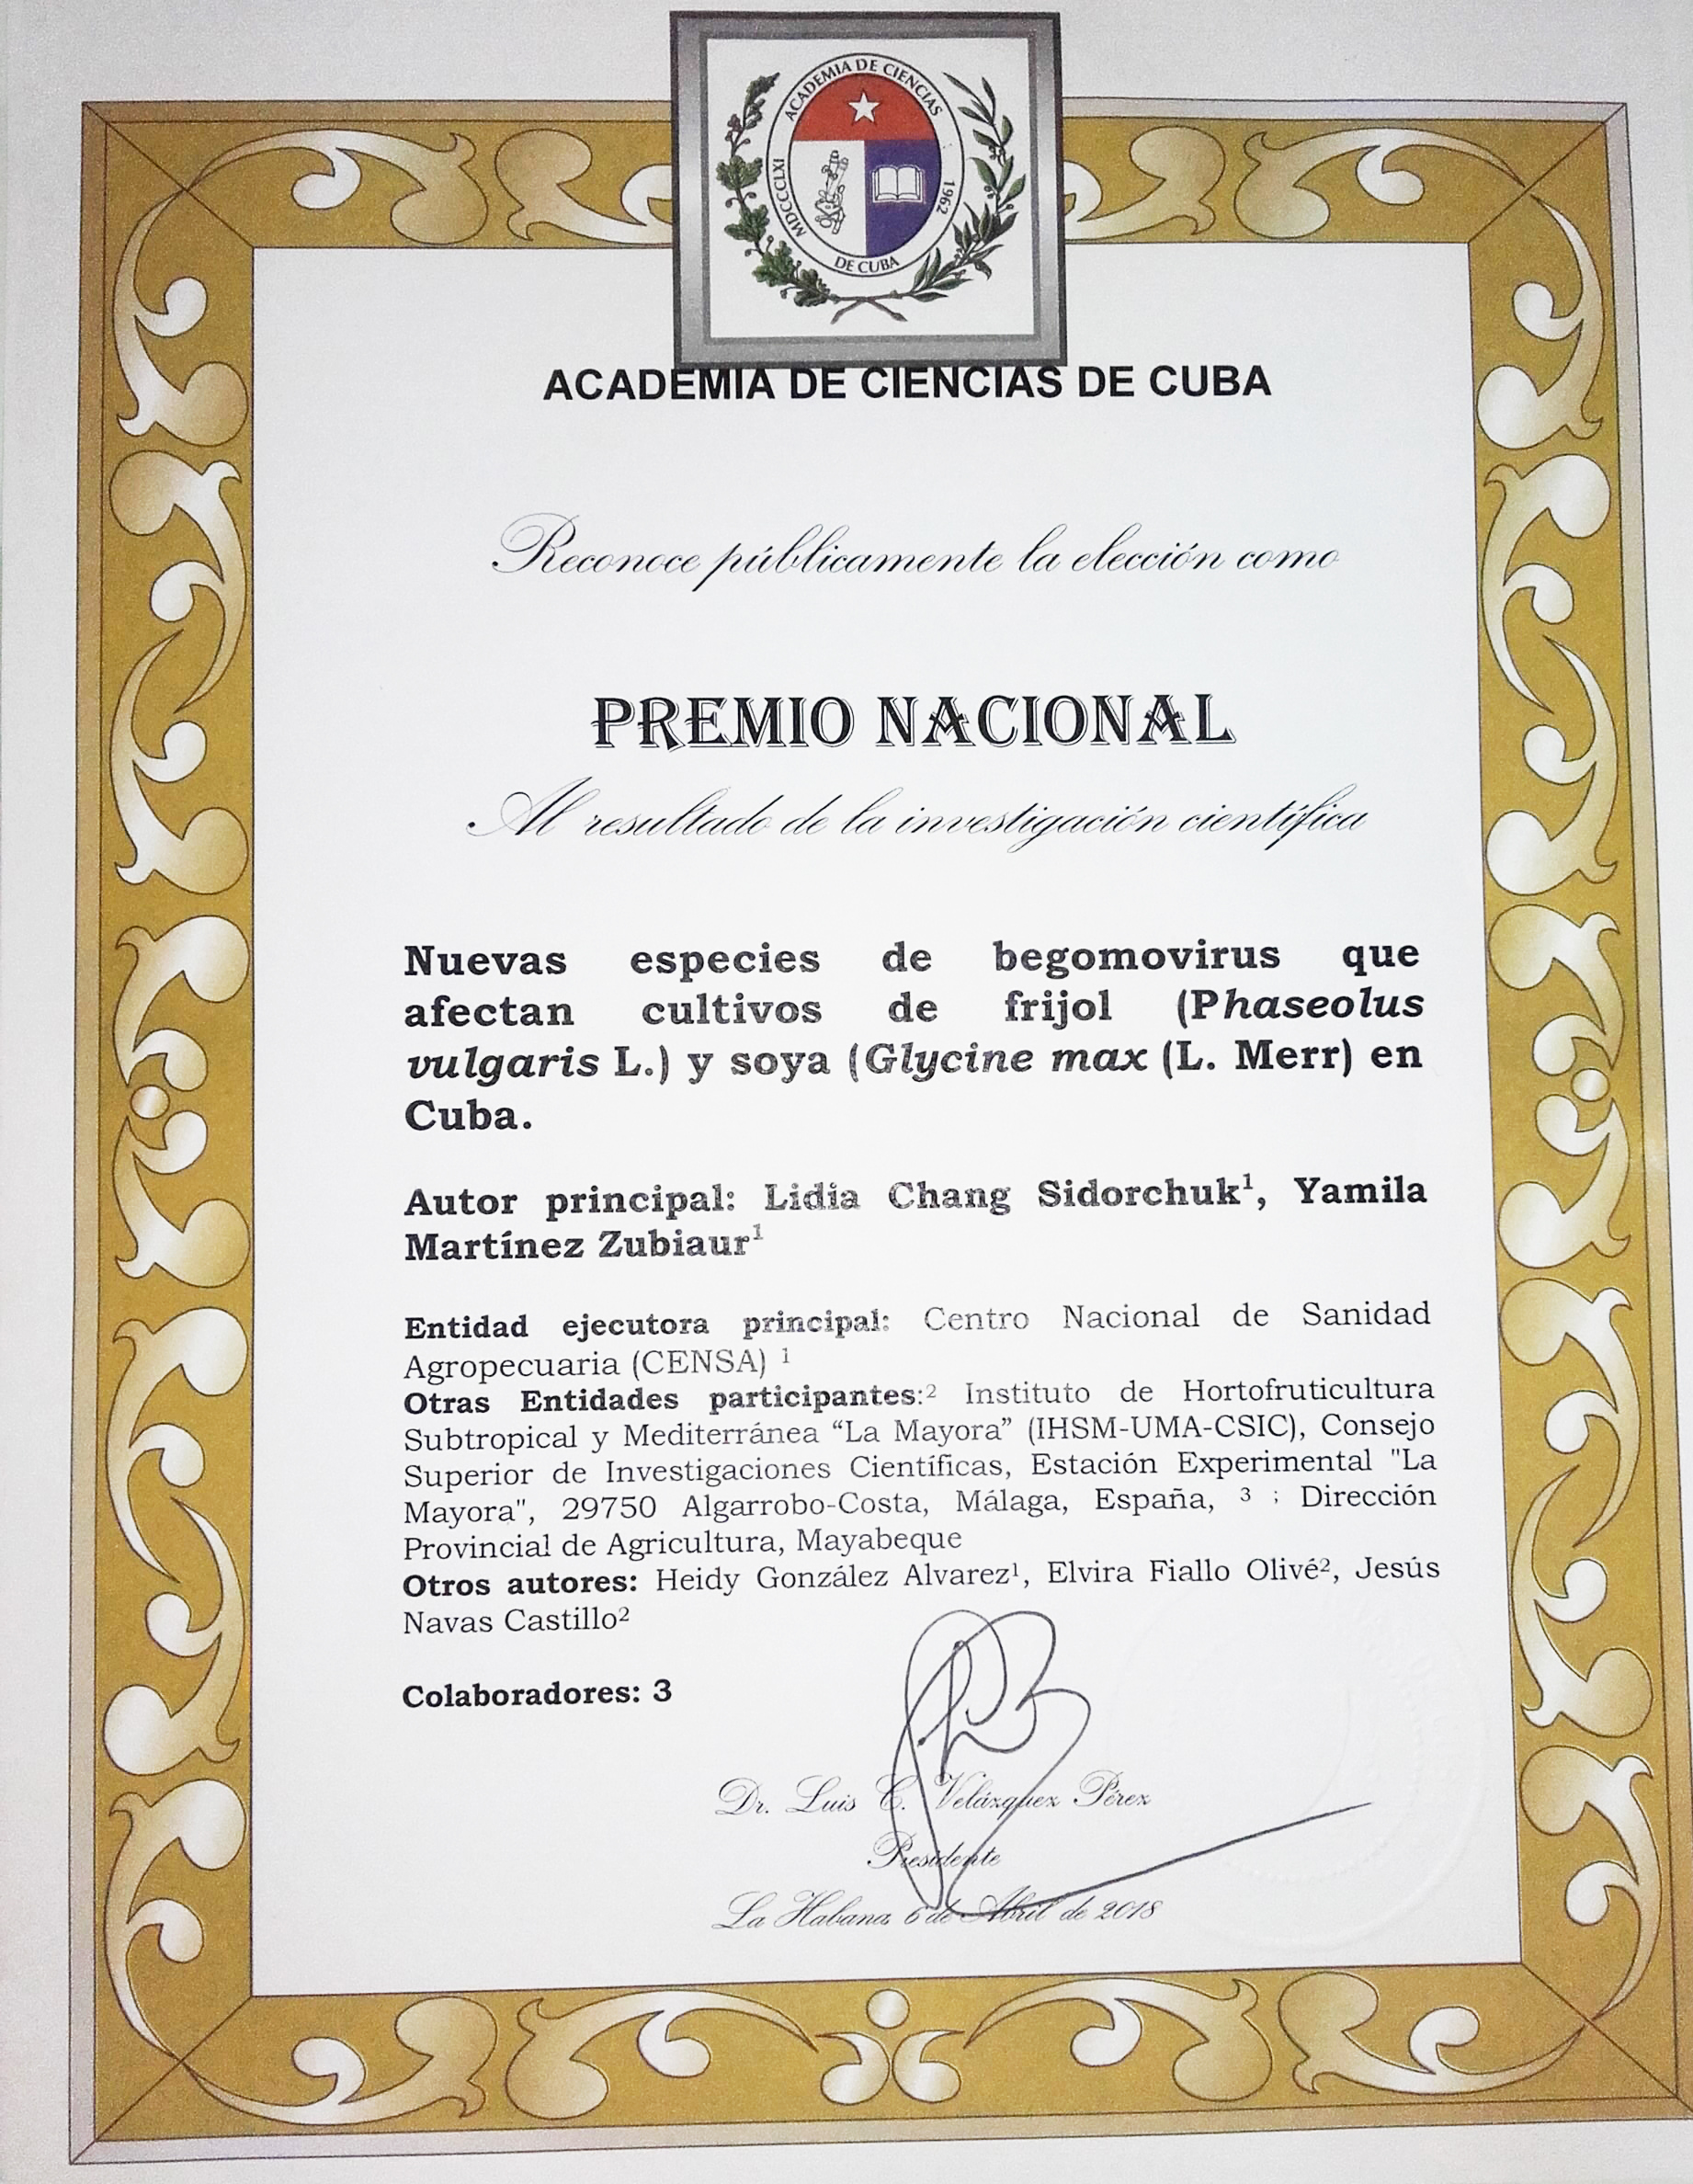 ACADEMIA DE CIENCIAS
MDCCCLXI
1962
DE CUBA
ACADEMIA DE CIENCIAS DE CUBA
Reconoce públicamente la elección como
PREMIO NACIONAL
Al resultado de la investigación científica
Nuevas especies de begomovirus que
afectan cultivos de frijol (Phaseolus
vulgaris L.) y soya (Glycine max (L. Merr) en
Cuba.
Autor principal: Lidia Chang Sidorchuk¹, Yamila
Martínez Zubiaur¹
Entidad ejecutora principal: Centro Nacional de Sanidad
Agropecuaria (CENSA) ¹
Otras Entidades participantes:² Instituto de Hortofruticultura
Subtropical y Mediterránea “La Mayora” (IHSM-UMA-CSIC), Consejo
Superior de Investigaciones Científicas, Estación Experimental "La
Mayora", 29750 Algarrobo-Costa, Málaga, España, ³ ; Dirección
Provincial de Agricultura, Mayabeque
Otros autores: Heidy González Alvarez¹, Elvira Fiallo Olivé², Jesús
Navas Castillo²
Colaboradores: 3
Dr. Luis C. Velázquez Pérez
Presidente
La Habana, 6 de Abril de 2018